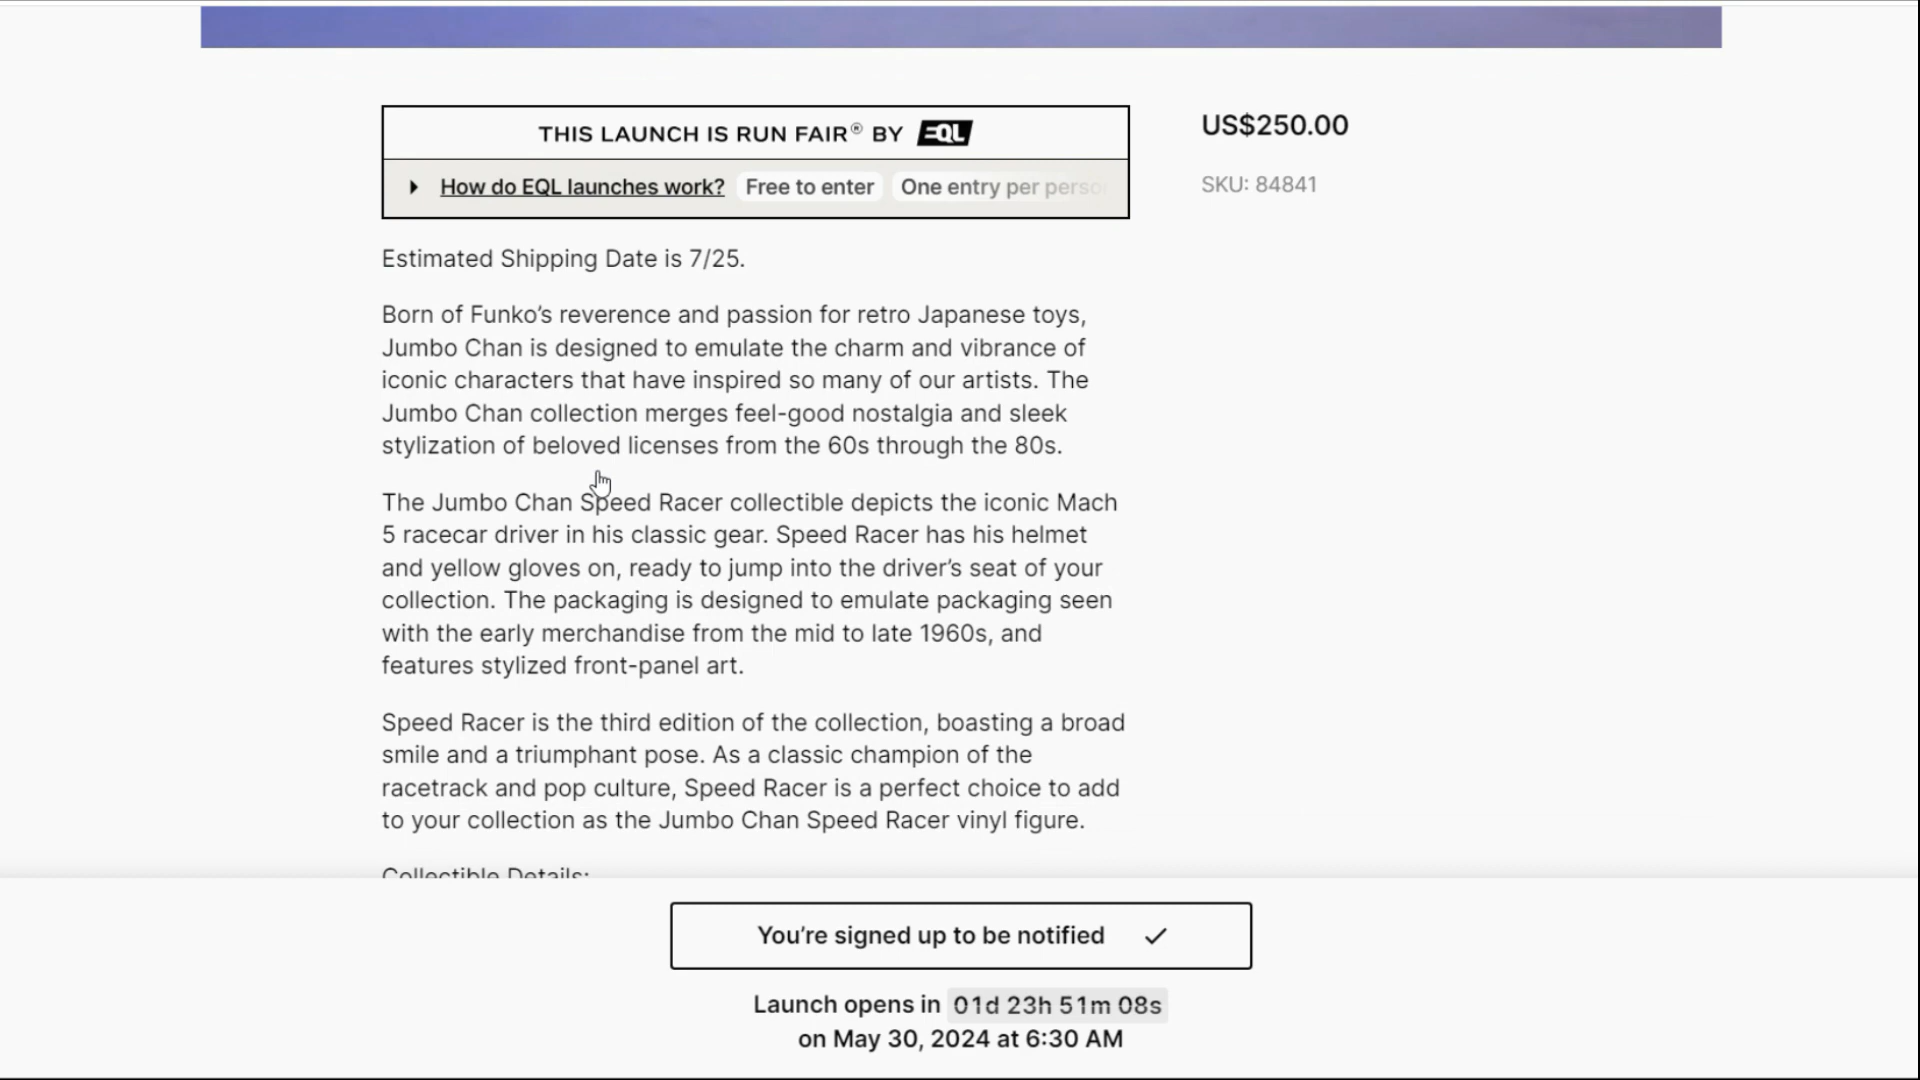 THIS LAUNCH IS RUN FAIR® BY EQL
How do EQL launches work? Free to enter One entry per perso
US$250.00
SKU: 84841
Estimated Shipping Date is 7/25.
Born of Funko’s reverence and passion for retro Japanese toys,
Jumbo Chan is designed to emulate the charm and vibrance of
iconic characters that have inspired so many of our artists. The
Jumbo Chan collection merges feel-good nostalgia and sleek
stylization of beloved licenses from the 60s through the 80s.
The Jumbo Chan Speed Racer collectible depicts the iconic Mach
5 racecar driver in his classic gear. Speed Racer has his helmet
and yellow gloves on, ready to jump into the driver’s seat of your
collection. The packaging is designed to emulate packaging seen
with the early merchandise from the mid to late 1960s, and
features stylized front-panel art.
Speed Racer is the third edition of the collection, boasting a broad
smile and a triumphant pose. As a classic champion of the
racetrack and pop culture, Speed Racer is a perfect choice to add
to your collection as the Jumbo Chan Speed Racer vinyl figure.
Collectible Details:
You’re signed up to be notified
Launch opens in 01d 23h 51m 08s
on May 30, 2024 at 6:30 AM